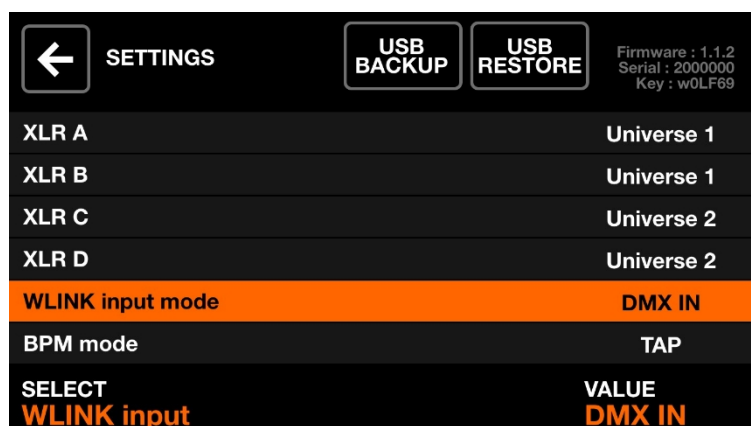 SETTINGS
USB
BACKUP
USB
RESTORE
Firmware : 1.1.2
Serial : 2000000
Key : w0LF69
XLR A Universe 1
XLR B Universe 1
XLR C Universe 2
XLR D Universe 2
WLINK input mode DMX IN
BPM mode TAP
SELECT VALUE
WLINK input DMX IN